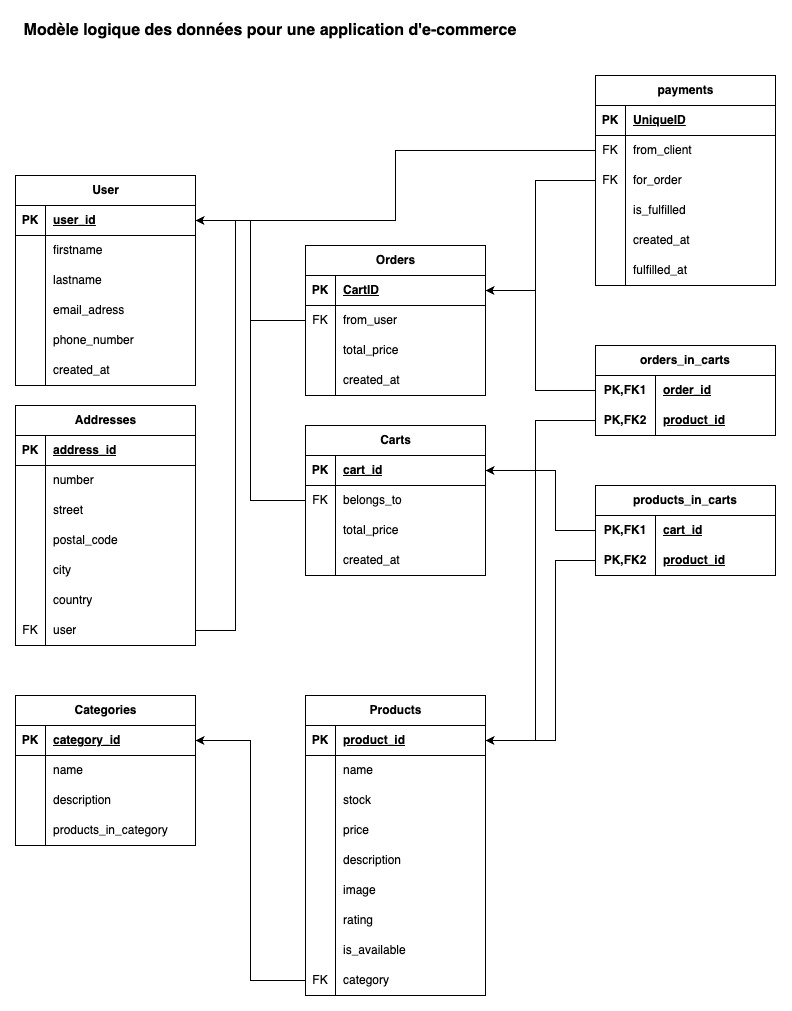 Modèle logique des données pour une application d'e-commerce
payments
PK UniqueID
FK from_client
FK for_order
is_fulfilled
created_at
fulfilled_at
User
PK user_id
firstname
lastname
email_adress
phone_number
created_at
Orders
PK CartID
FK from_user
total_price
created_at
orders_in_carts
PK,FK1 order_id
PK,FK2 product_id
Addresses
PK address_id
number
street
postal_code
city
country
FK user
Carts
PK cart_id
FK belongs_to
total_price
created_at
products_in_carts
PK,FK1 cart_id
PK,FK2 product_id
Categories
PK category_id
name
description
products_in_category
Products
PK product_id
name
stock
price
description
image
rating
is_available
FK category